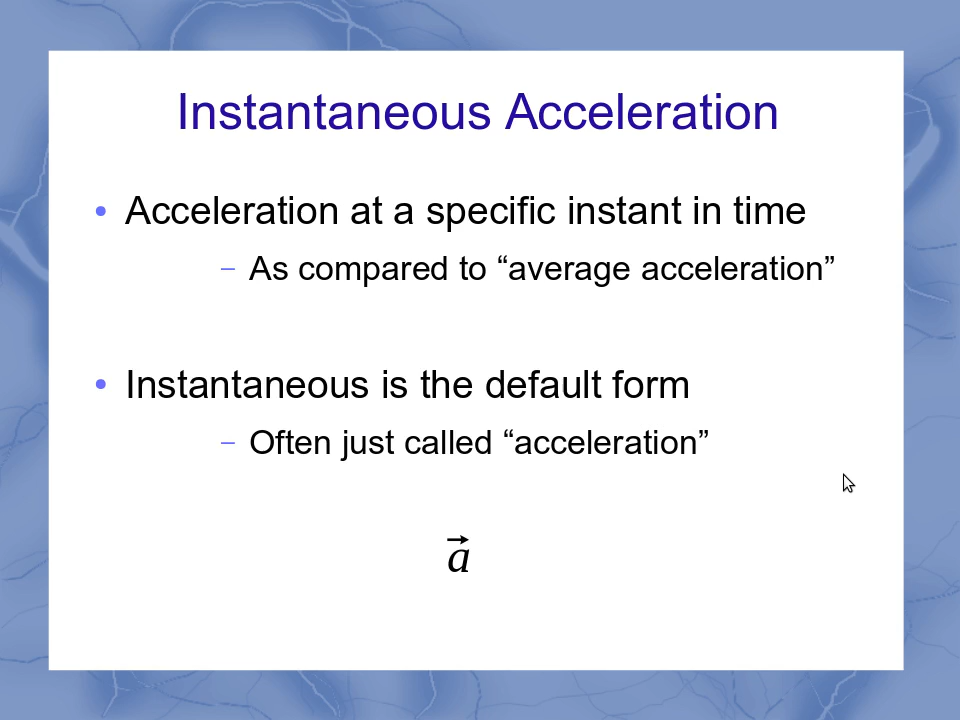 Instantaneous Acceleration
● Acceleration at a specific instant in time
– As compared to “average acceleration”
● Instantaneous is the default form
– Often just called “acceleration”
a⃗